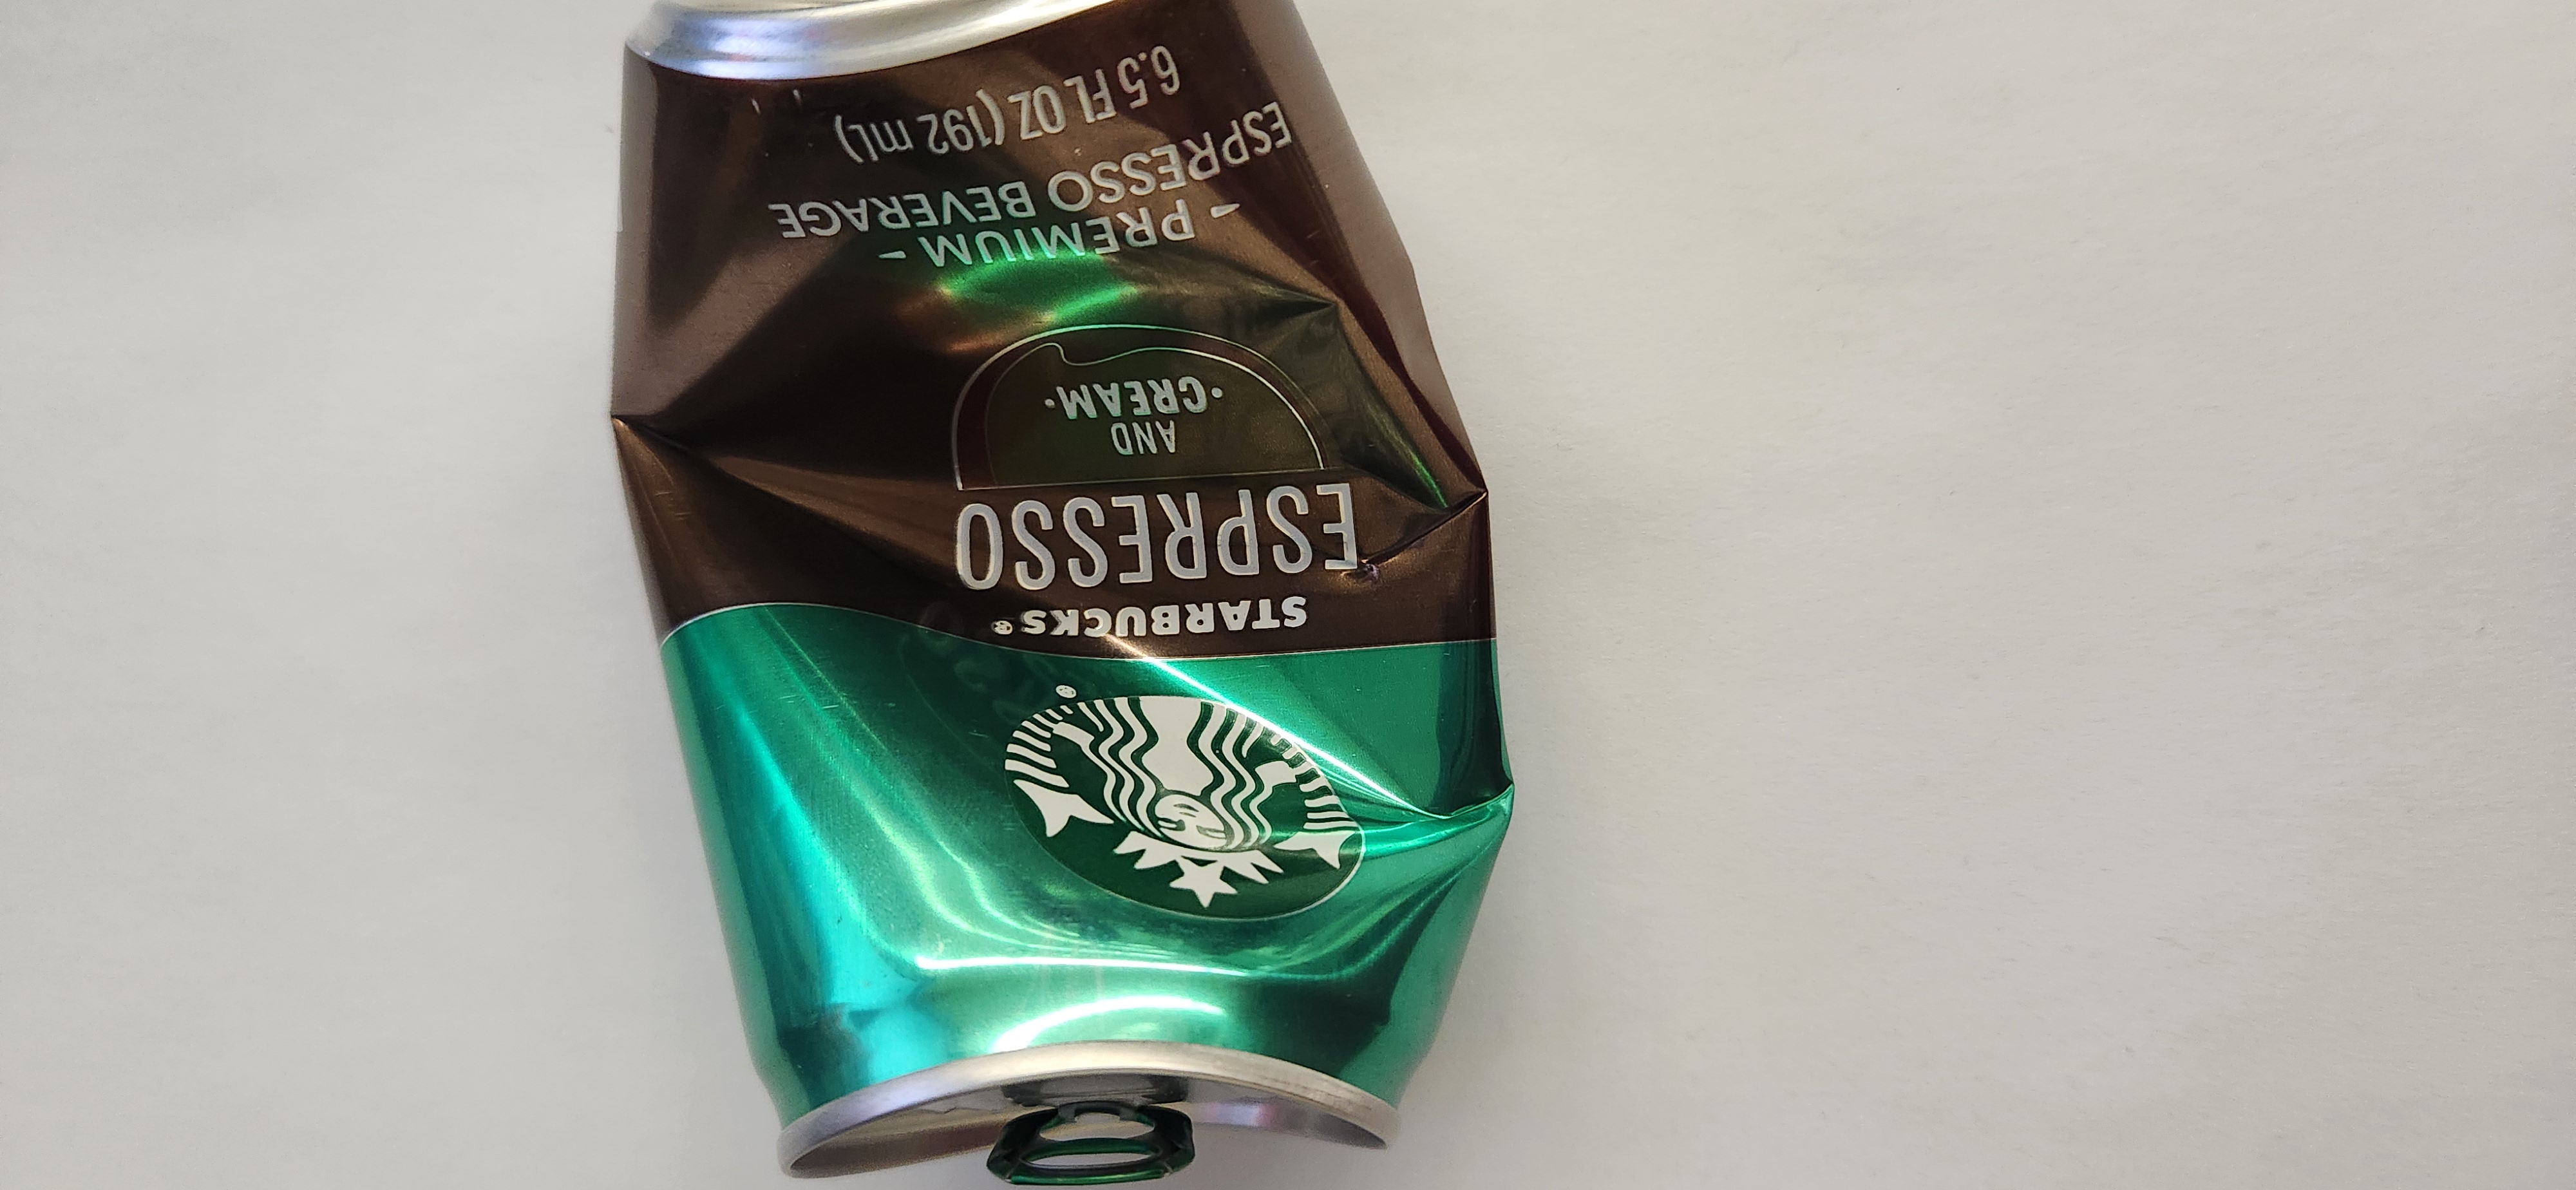 STARBUCKS®
ESPRESSO
AND
•CREAM•
- PREMIUM -
ESPRESSO BEVERAGE
6.5 FL OZ (192 mL)